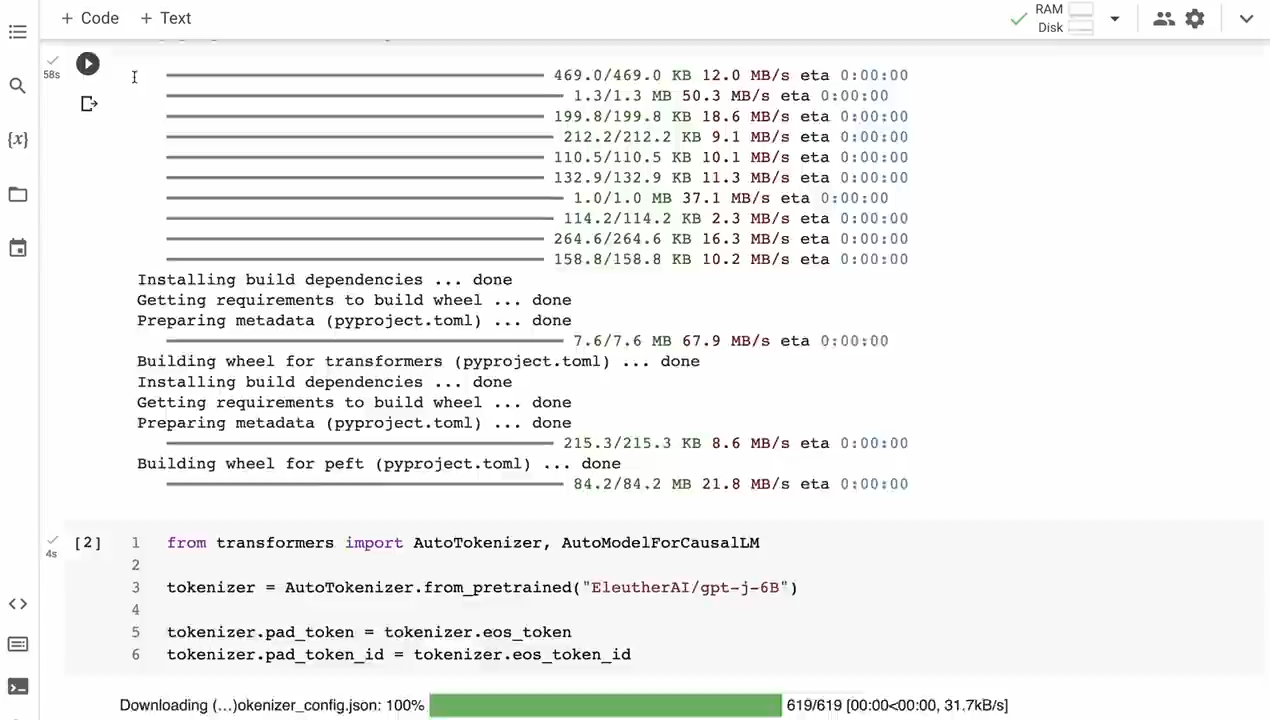 + Code + Text
RAM
Disk
58s
469.0/469.0 KB 12.0 MB/s eta 0:00:00
1.3/1.3 MB 50.3 MB/s eta 0:00:00
199.8/199.8 KB 18.6 MB/s eta 0:00:00
212.2/212.2 KB 9.1 MB/s eta 0:00:00
110.5/110.5 KB 10.1 MB/s eta 0:00:00
132.9/132.9 KB 11.3 MB/s eta 0:00:00
1.0/1.0 MB 37.1 MB/s eta 0:00:00
114.2/114.2 KB 2.3 MB/s eta 0:00:00
264.6/264.6 KB 16.3 MB/s eta 0:00:00
158.8/158.8 KB 10.2 MB/s eta 0:00:00
Installing build dependencies ... done
Getting requirements to build wheel ... done
Preparing metadata (pyproject.toml) ... done
7.6/7.6 MB 67.9 MB/s eta 0:00:00
Building wheel for transformers (pyproject.toml) ... done
Installing build dependencies ... done
Getting requirements to build wheel ... done
Preparing metadata (pyproject.toml) ... done
215.3/215.3 KB 8.6 MB/s eta 0:00:00
Building wheel for peft (pyproject.toml) ... done
84.2/84.2 MB 21.8 MB/s eta 0:00:00
4s [2] 1 from transformers import AutoTokenizer, AutoModelForCausalLM
2
3 tokenizer = AutoTokenizer.from_pretrained("EleutherAI/gpt-j-6B")
4
5 tokenizer.pad_token = tokenizer.eos_token
6 tokenizer.pad_token_id = tokenizer.eos_token_id
Downloading (…)okenizer_config.json: 100% 619/619 [00:00<00:00, 31.7kB/s]